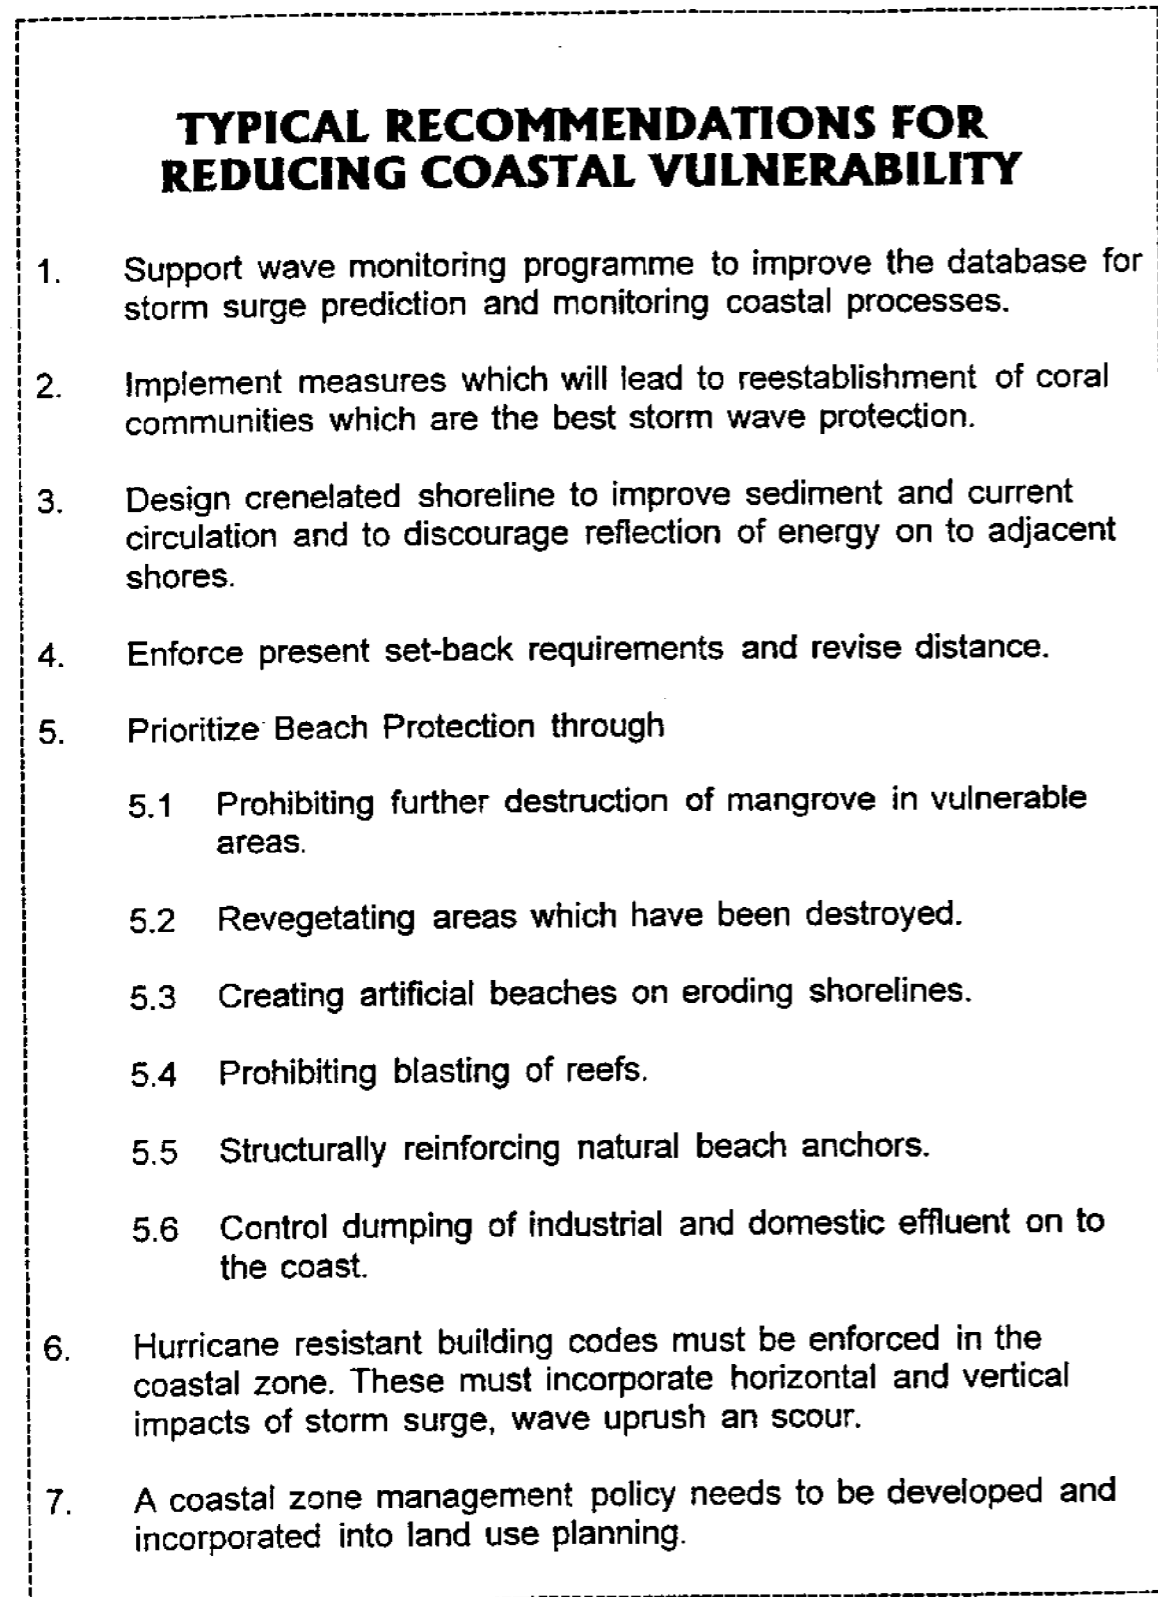 TYPICAL RECOMMENDATIONS FOR
REDUCING COASTAL VULNERABILITY
1. Support wave monitoring programme to improve the database for
storm surge prediction and monitoring coastal processes.
2. Implement measures which will lead to reestablishment of coral
communities which are the best storm wave protection.
3. Design crenelated shoreline to improve sediment and current
circulation and to discourage reflection of energy on to adjacent
shores.
4. Enforce present set-back requirements and revise distance.
5. Prioritize Beach Protection through
5.1 Prohibiting further destruction of mangrove in vulnerable
areas.
5.2 Revegetating areas which have been destroyed.
5.3 Creating artificial beaches on eroding shorelines.
5.4 Prohibiting blasting of reefs.
5.5 Structurally reinforcing natural beach anchors.
5.6 Control dumping of industrial and domestic effluent on to
the coast.
6. Hurricane resistant building codes must be enforced in the
coastal zone. These must incorporate horizontal and vertical
impacts of storm surge, wave uprush an scour.
7. A coastal zone management policy needs to be developed and
incorporated into land use planning.